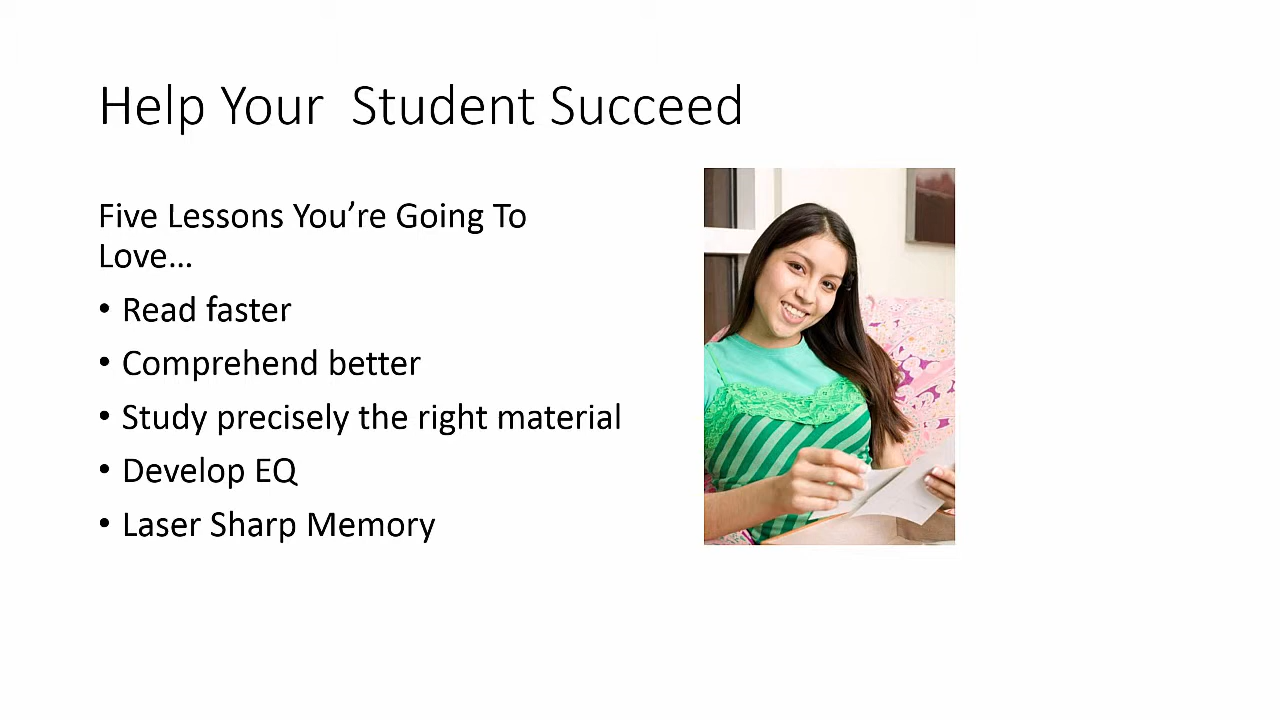 Help Your  Student Succeed
Five Lessons You’re Going To
Love…
• Read faster
• Comprehend better
• Study precisely the right material
• Develop EQ
• Laser Sharp Memory